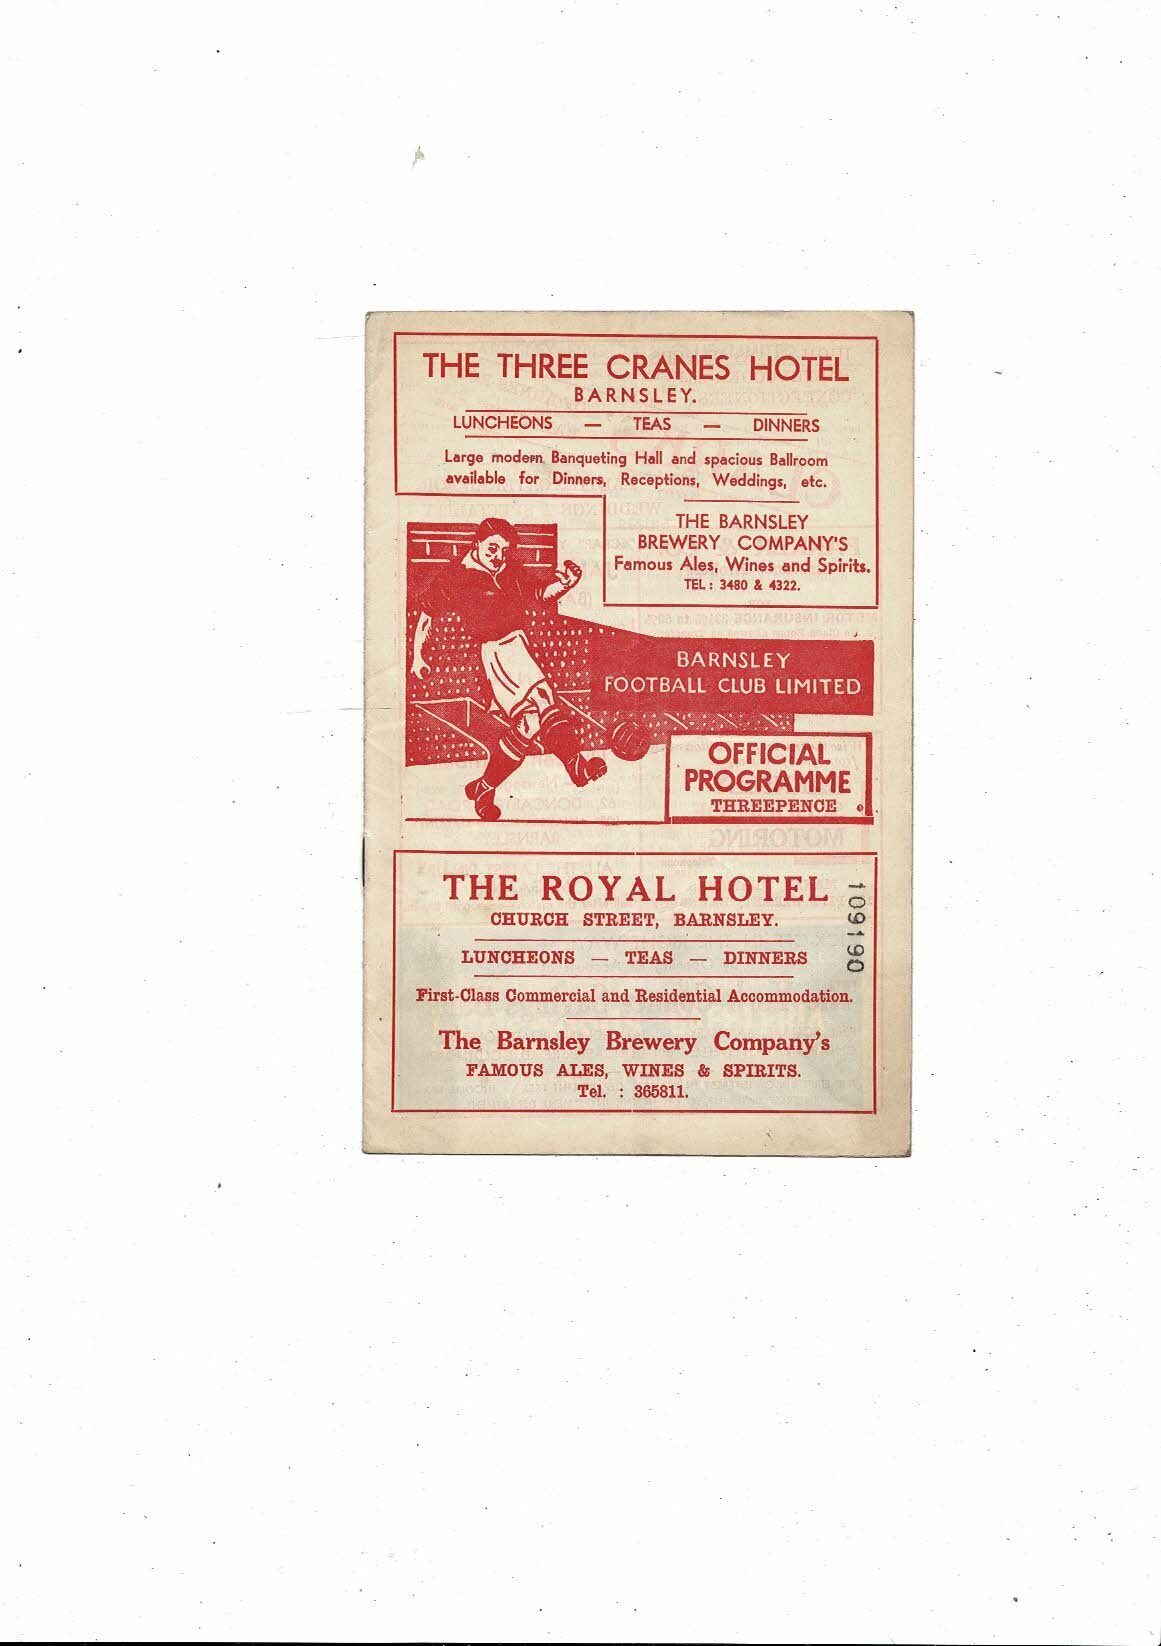 THE THREE CRANES HOTEL
BARNSLEY.
LUNCHEONS — TEAS — DINNERS
Large modern Banqueting Hall and spacious Ballroom
available for Dinners, Receptions, Weddings, etc.
THE BARNSLEY
BREWERY COMPANY'S
Famous Ales, Wines and Spirits.
TEL: 3480 & 4322.
BARNSLEY
FOOTBALL CLUB LIMITED
OFFICIAL
PROGRAMME
THREEPENCE
THE ROYAL HOTEL
CHURCH STREET, BARNSLEY.
LUNCHEONS — TEAS — DINNERS
First-Class Commercial and Residential Accommodation.
The Barnsley Brewery Company's
FAMOUS ALES, WINES & SPIRITS.
Tel. : 365811.
109190